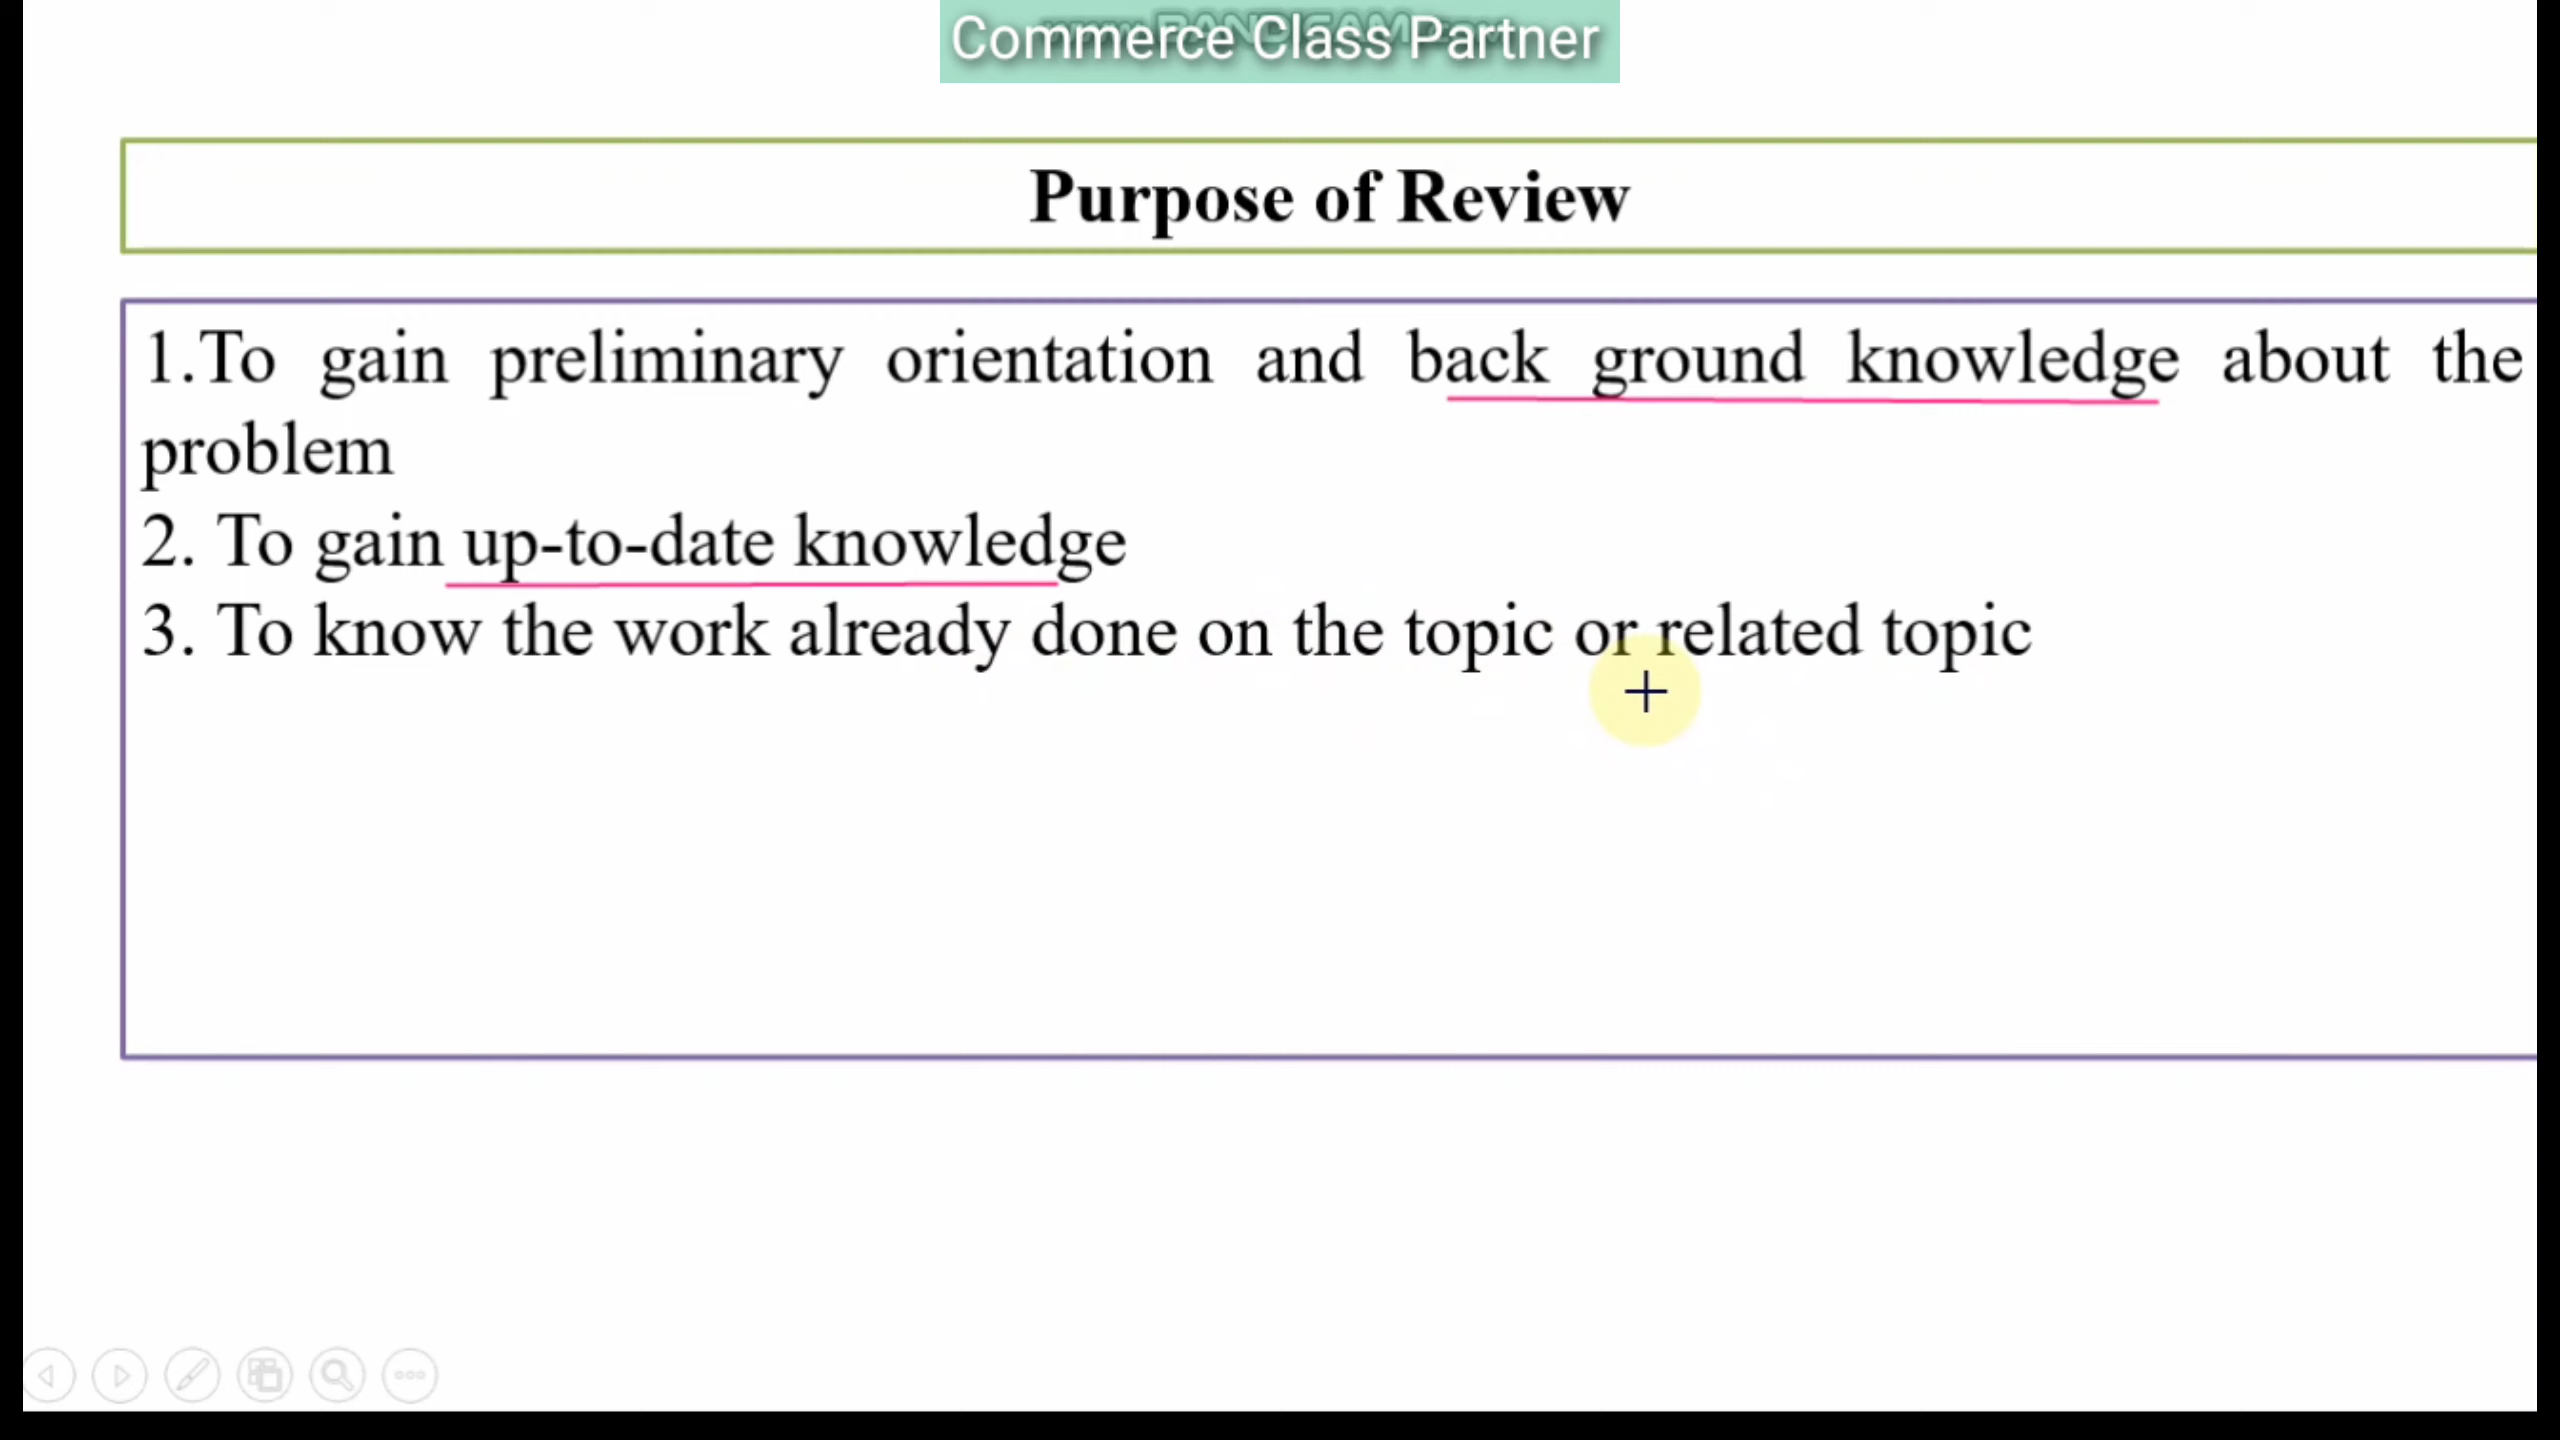 Commerce Class Partner
Purpose of Review
1.To gain preliminary orientation and back ground knowledge about the
problem
2. To gain up-to-date knowledge
3. To know the work already done on the topic or related topic